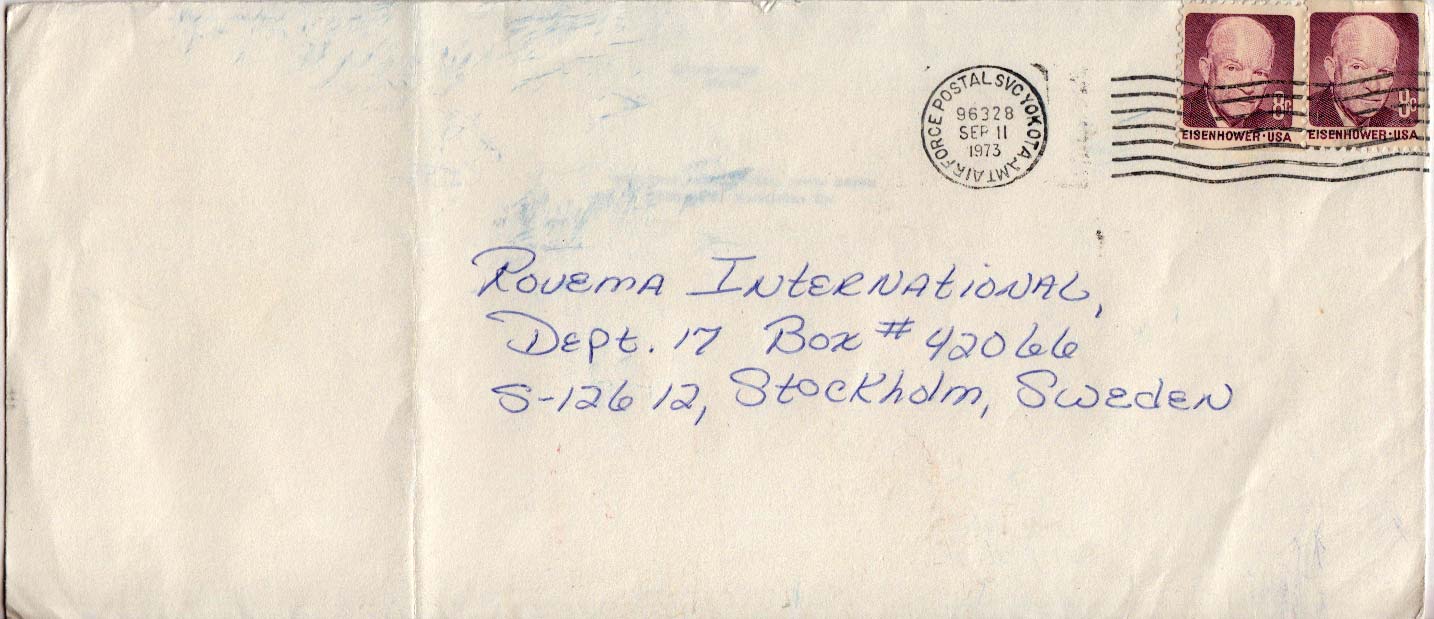 AIR FORCE POSTAL SVC YOKOTA AMT
96328
SEP 11
1973
8c
EISENHOWER·USA
8c
EISENHOWER·USA
Rovema International,
Dept. 17 Box # 42066
S-126 12, Stockholm, Sweden